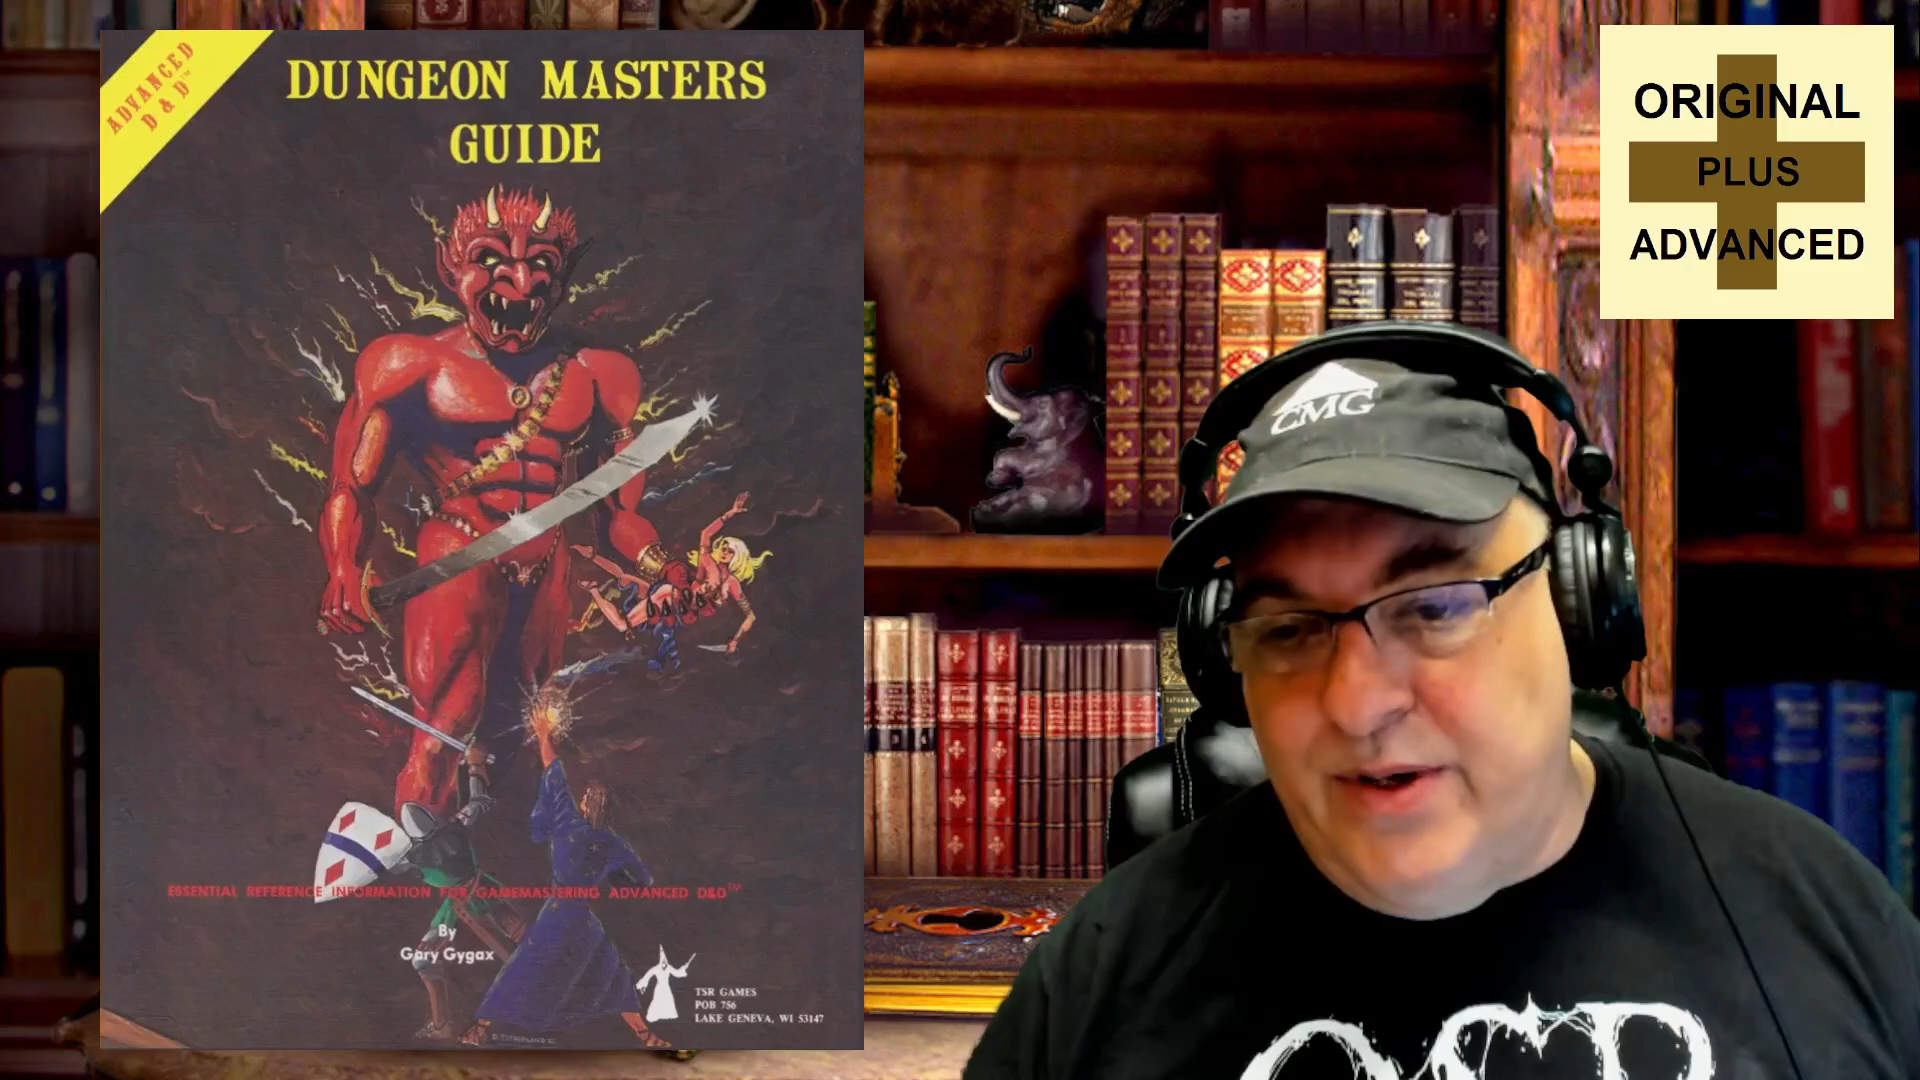 ADVANCED
D & D™
DUNGEON MASTERS
GUIDE
ESSENTIAL REFERENCE INFORMATION FOR GAMEMASTERING ADVANCED D&D™
By
Gary Gygax
TSR GAMES
POB 756
LAKE GENEVA, WI 53147
ORIGINAL
PLUS
ADVANCED
CMG